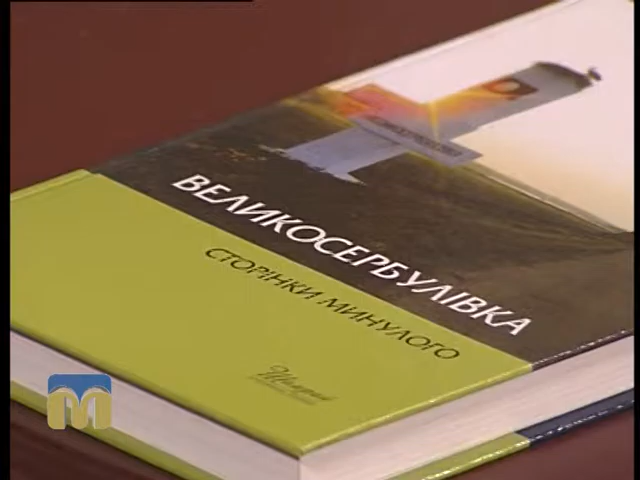 ВЕЛИКОСЕРБУЛІВКА
СТОРІНКИ МИНУЛОГО